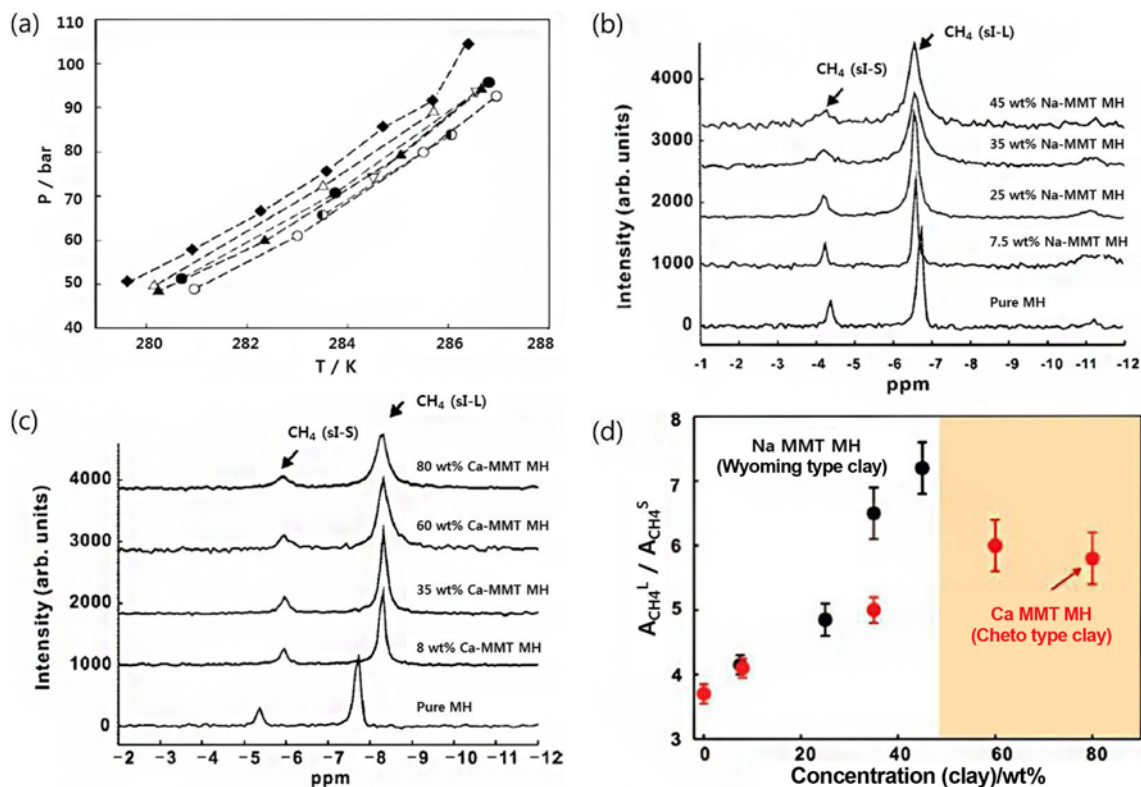 (a)
110
100
90
80
70
60
50
40
P / bar
280
282
284
286
288
T / K
(b)
CH₄ (sI-L)
CH₄ (sI-S)
4000
3000
2000
1000
0
Intensity (arb. units)
45 wt% Na-MMT MH
35 wt% Na-MMT MH
25 wt% Na-MMT MH
7.5 wt% Na-MMT MH
Pure MH
-1 -2 -3 -4 -5 -6 -7 -8 -9 -10 -11 -12
ppm
(c)
CH₄ (sI-L)
CH₄ (sI-S)
4000
3000
2000
1000
0
Intensity (arb. units)
80 wt% Ca-MMT MH
60 wt% Ca-MMT MH
35 wt% Ca-MMT MH
8 wt% Ca-MMT MH
Pure MH
-2 -3 -4 -5 -6 -7 -8 -9 -10 -11 -12
ppm
(d)
8
7
6
5
4
3
A_CH4^L / A_CH4^S
Na MMT MH
(Wyoming type clay)
Ca MMT MH
(Cheto type clay)
0 20 40 60 80
Concentration (clay)/wt%